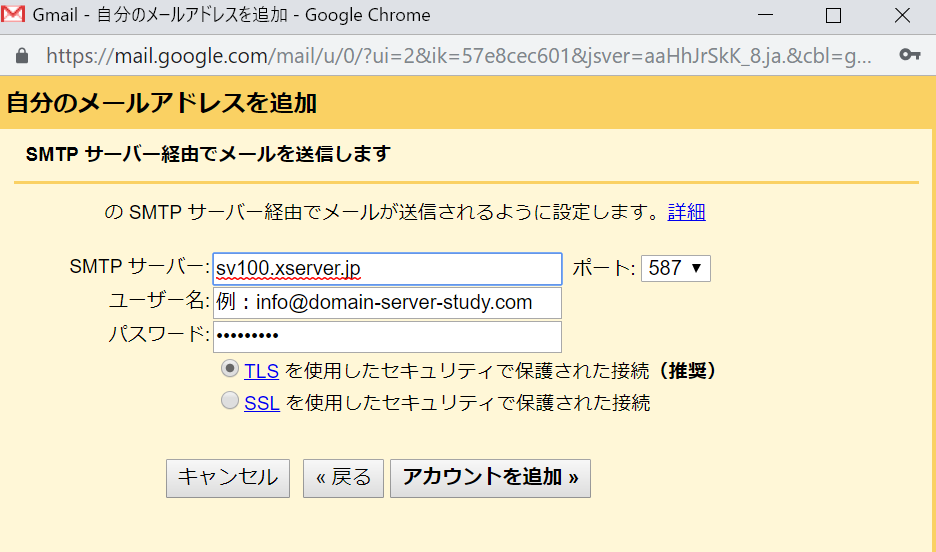 Gmail - 自分のメールアドレスを追加 - Google Chrome
https://mail.google.com/mail/u/0/?ui=2&ik=57e8cec601&jsver=aaHhJrSkK_8.ja.&cbl=g...
自分のメールアドレスを追加
SMTP サーバー経由でメールを送信します
の SMTP サーバー経由でメールが送信されるように設定します。詳細
SMTP サーバー: sv100.xserver.jp ポート: 587 ▼
ユーザー名: 例：info@domain-server-study.com
パスワード: •••••••••
TLS を使用したセキュリティで保護された接続（推奨）
SSL を使用したセキュリティで保護された接続
キャンセル « 戻る アカウントを追加 »